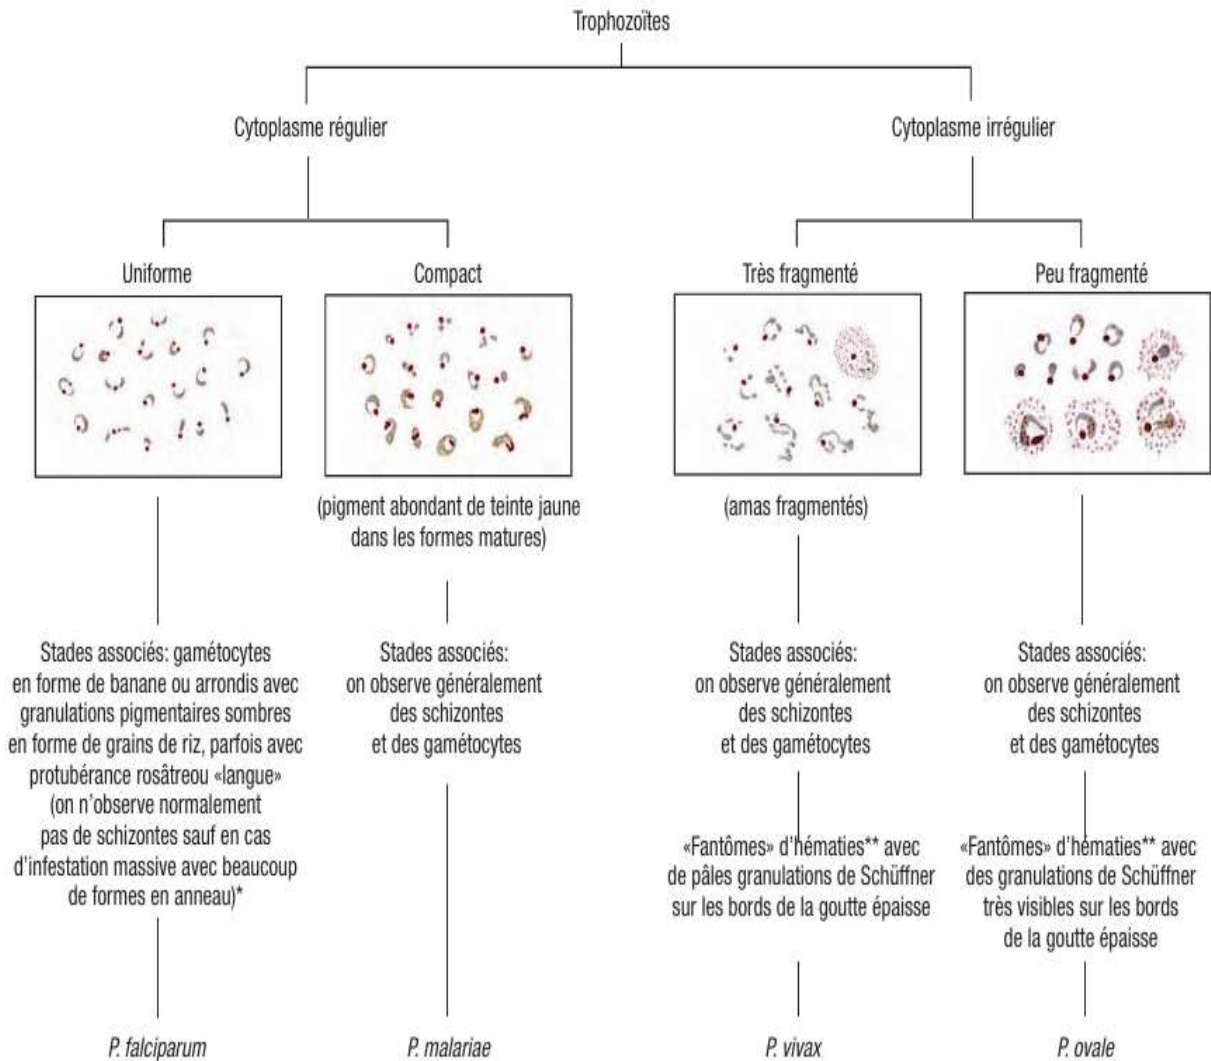 Trophozoïtes
Cytoplasme régulier
Cytoplasme irrégulier
Uniforme
Compact
Très fragmenté
Peu fragmenté
(pigment abondant de teinte jaune
dans les formes matures)
(amas fragmentés)
Stades associés: gamétocytes
en forme de banane ou arrondis avec
granulations pigmentaires sombres
en forme de grains de riz, parfois avec
protubérance rosâtreou «langue»
(on n'observe normalement
pas de schizontes sauf en cas
d'infestation massive avec beaucoup
de formes en anneau)*
Stades associés:
on observe généralement
des schizontes
et des gamétocytes
Stades associés:
on observe généralement
des schizontes
et des gamétocytes
Stades associés:
on observe généralement
des schizontes
et des gamétocytes
«Fantômes» d'hématies** avec
de pâles granulations de Schüffner
sur les bords de la goutte épaisse
«Fantômes» d'hématies** avec
des granulations de Schüffner
très visibles sur les bords
de la goutte épaisse
P. falciparum
P. malariae
P. vivax
P. ovale